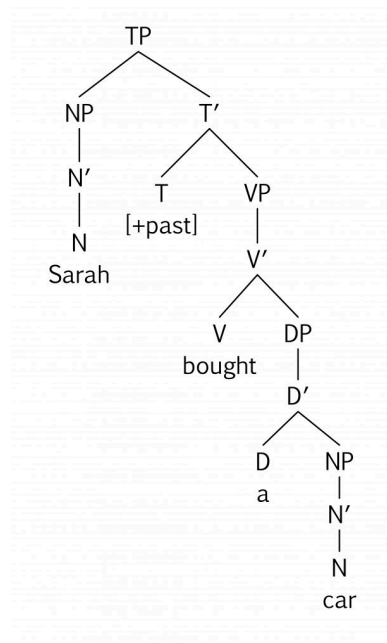 TP
NP T′
N′ T VP
[+past]
N V′
Sarah
V DP
bought
D′
D NP
a
N′
N
car